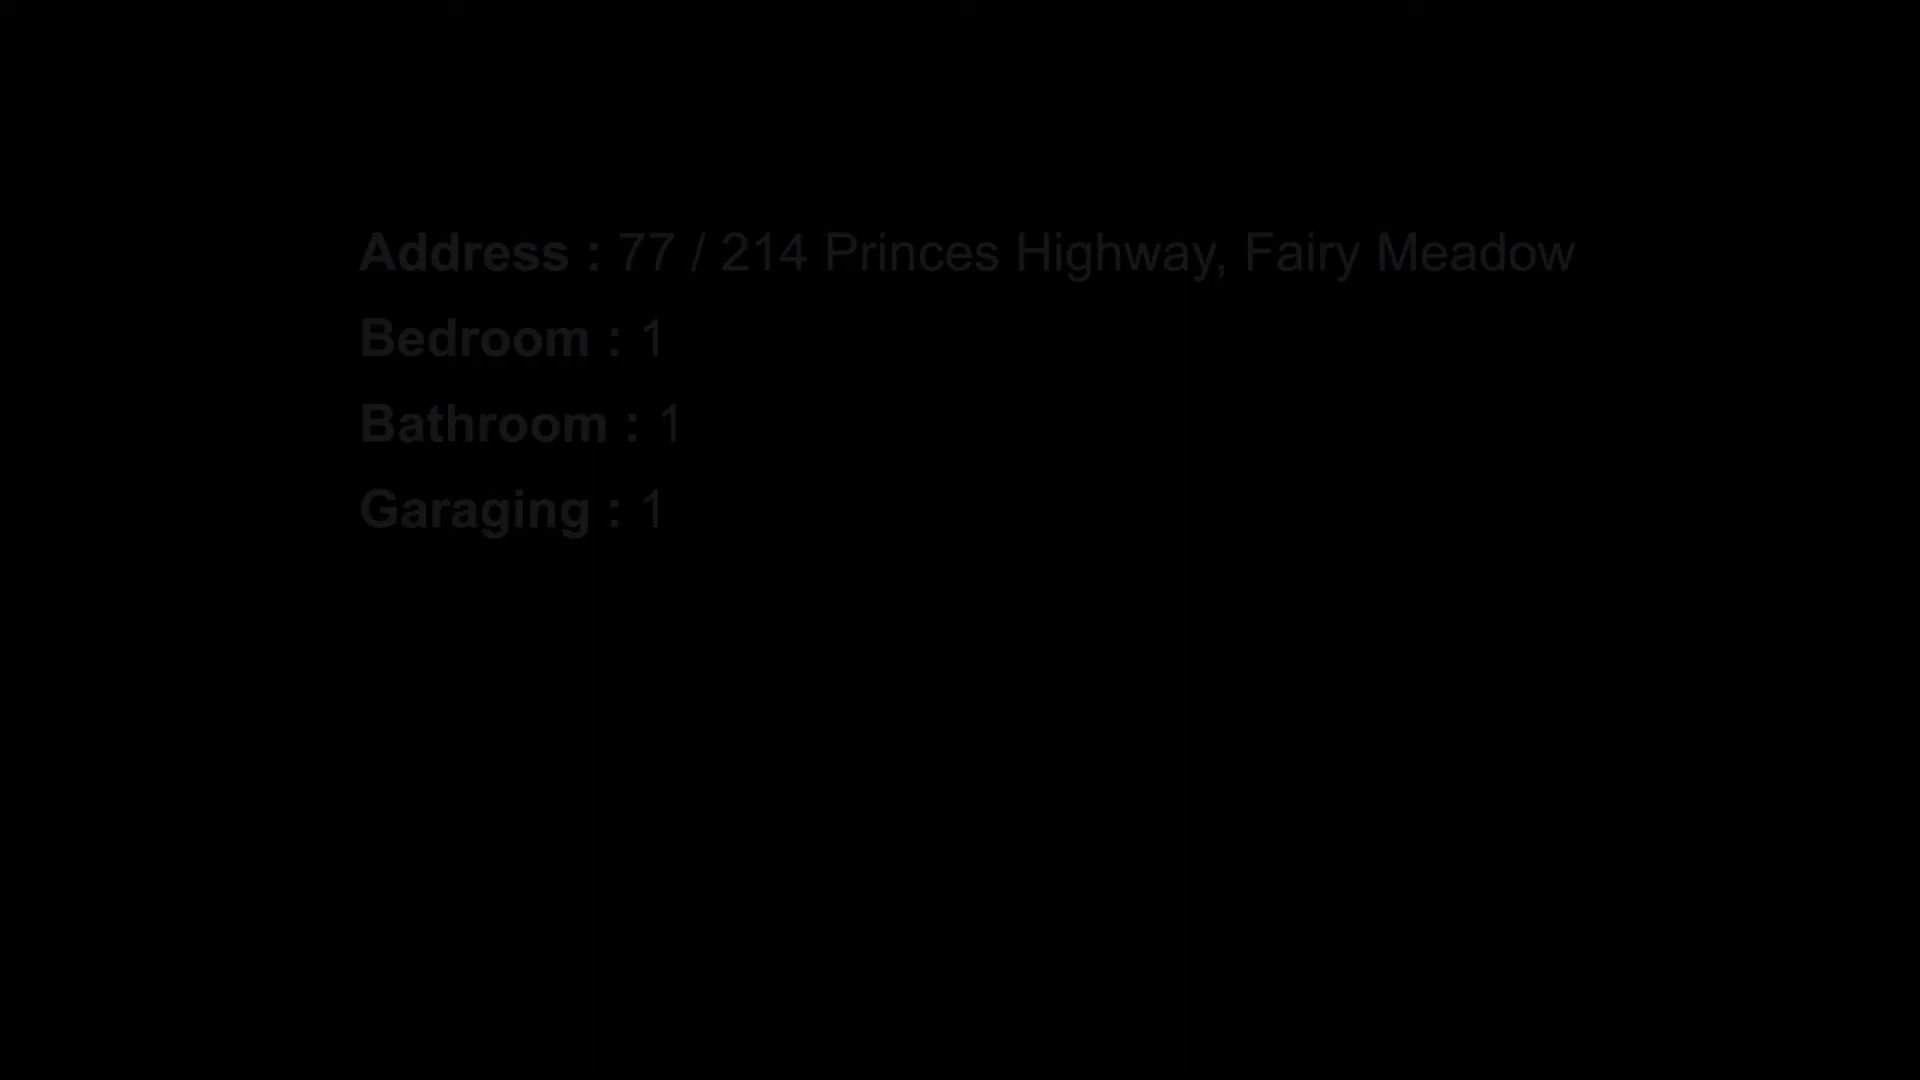 Address : 77 / 214 Princes Highway, Fairy Meadow
Bedroom : 1
Bathroom : 1
Garaging : 1